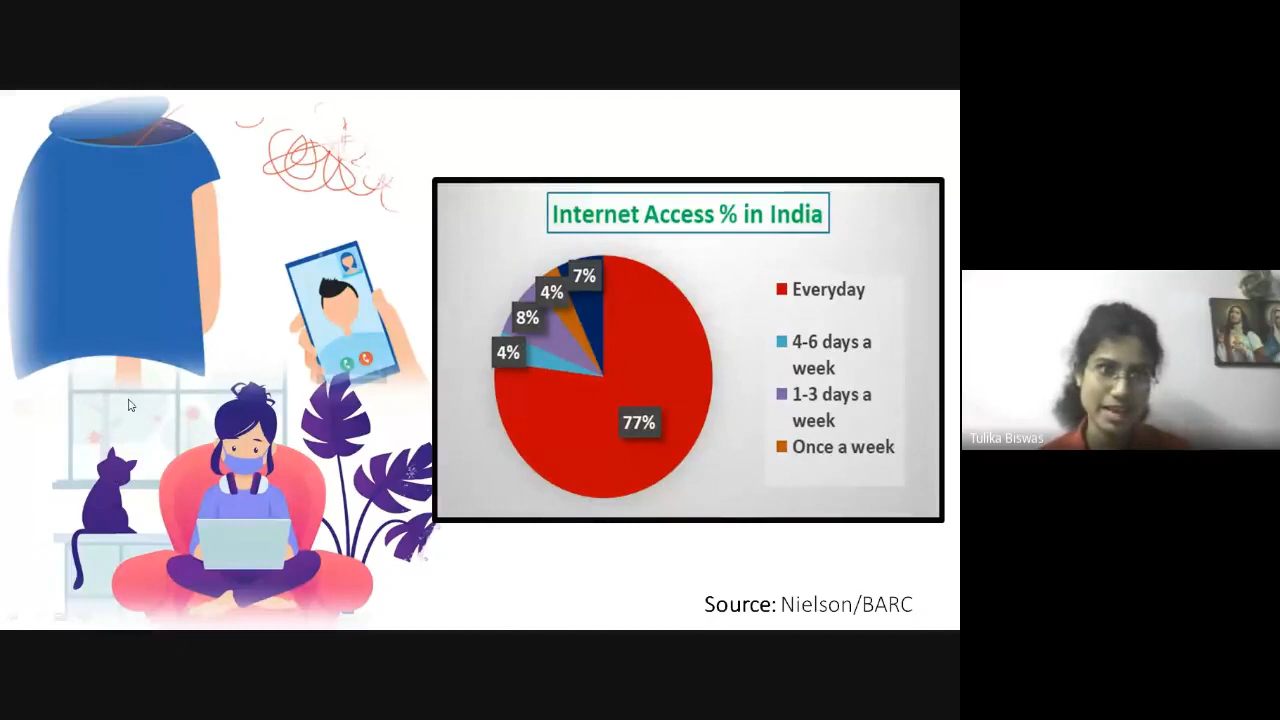 Internet Access % in India
7%
4%
8%
4%
77%
Everyday
4-6 days a
week
1-3 days a
week
Once a week
Source: Nielson/BARC
Tulika Biswas